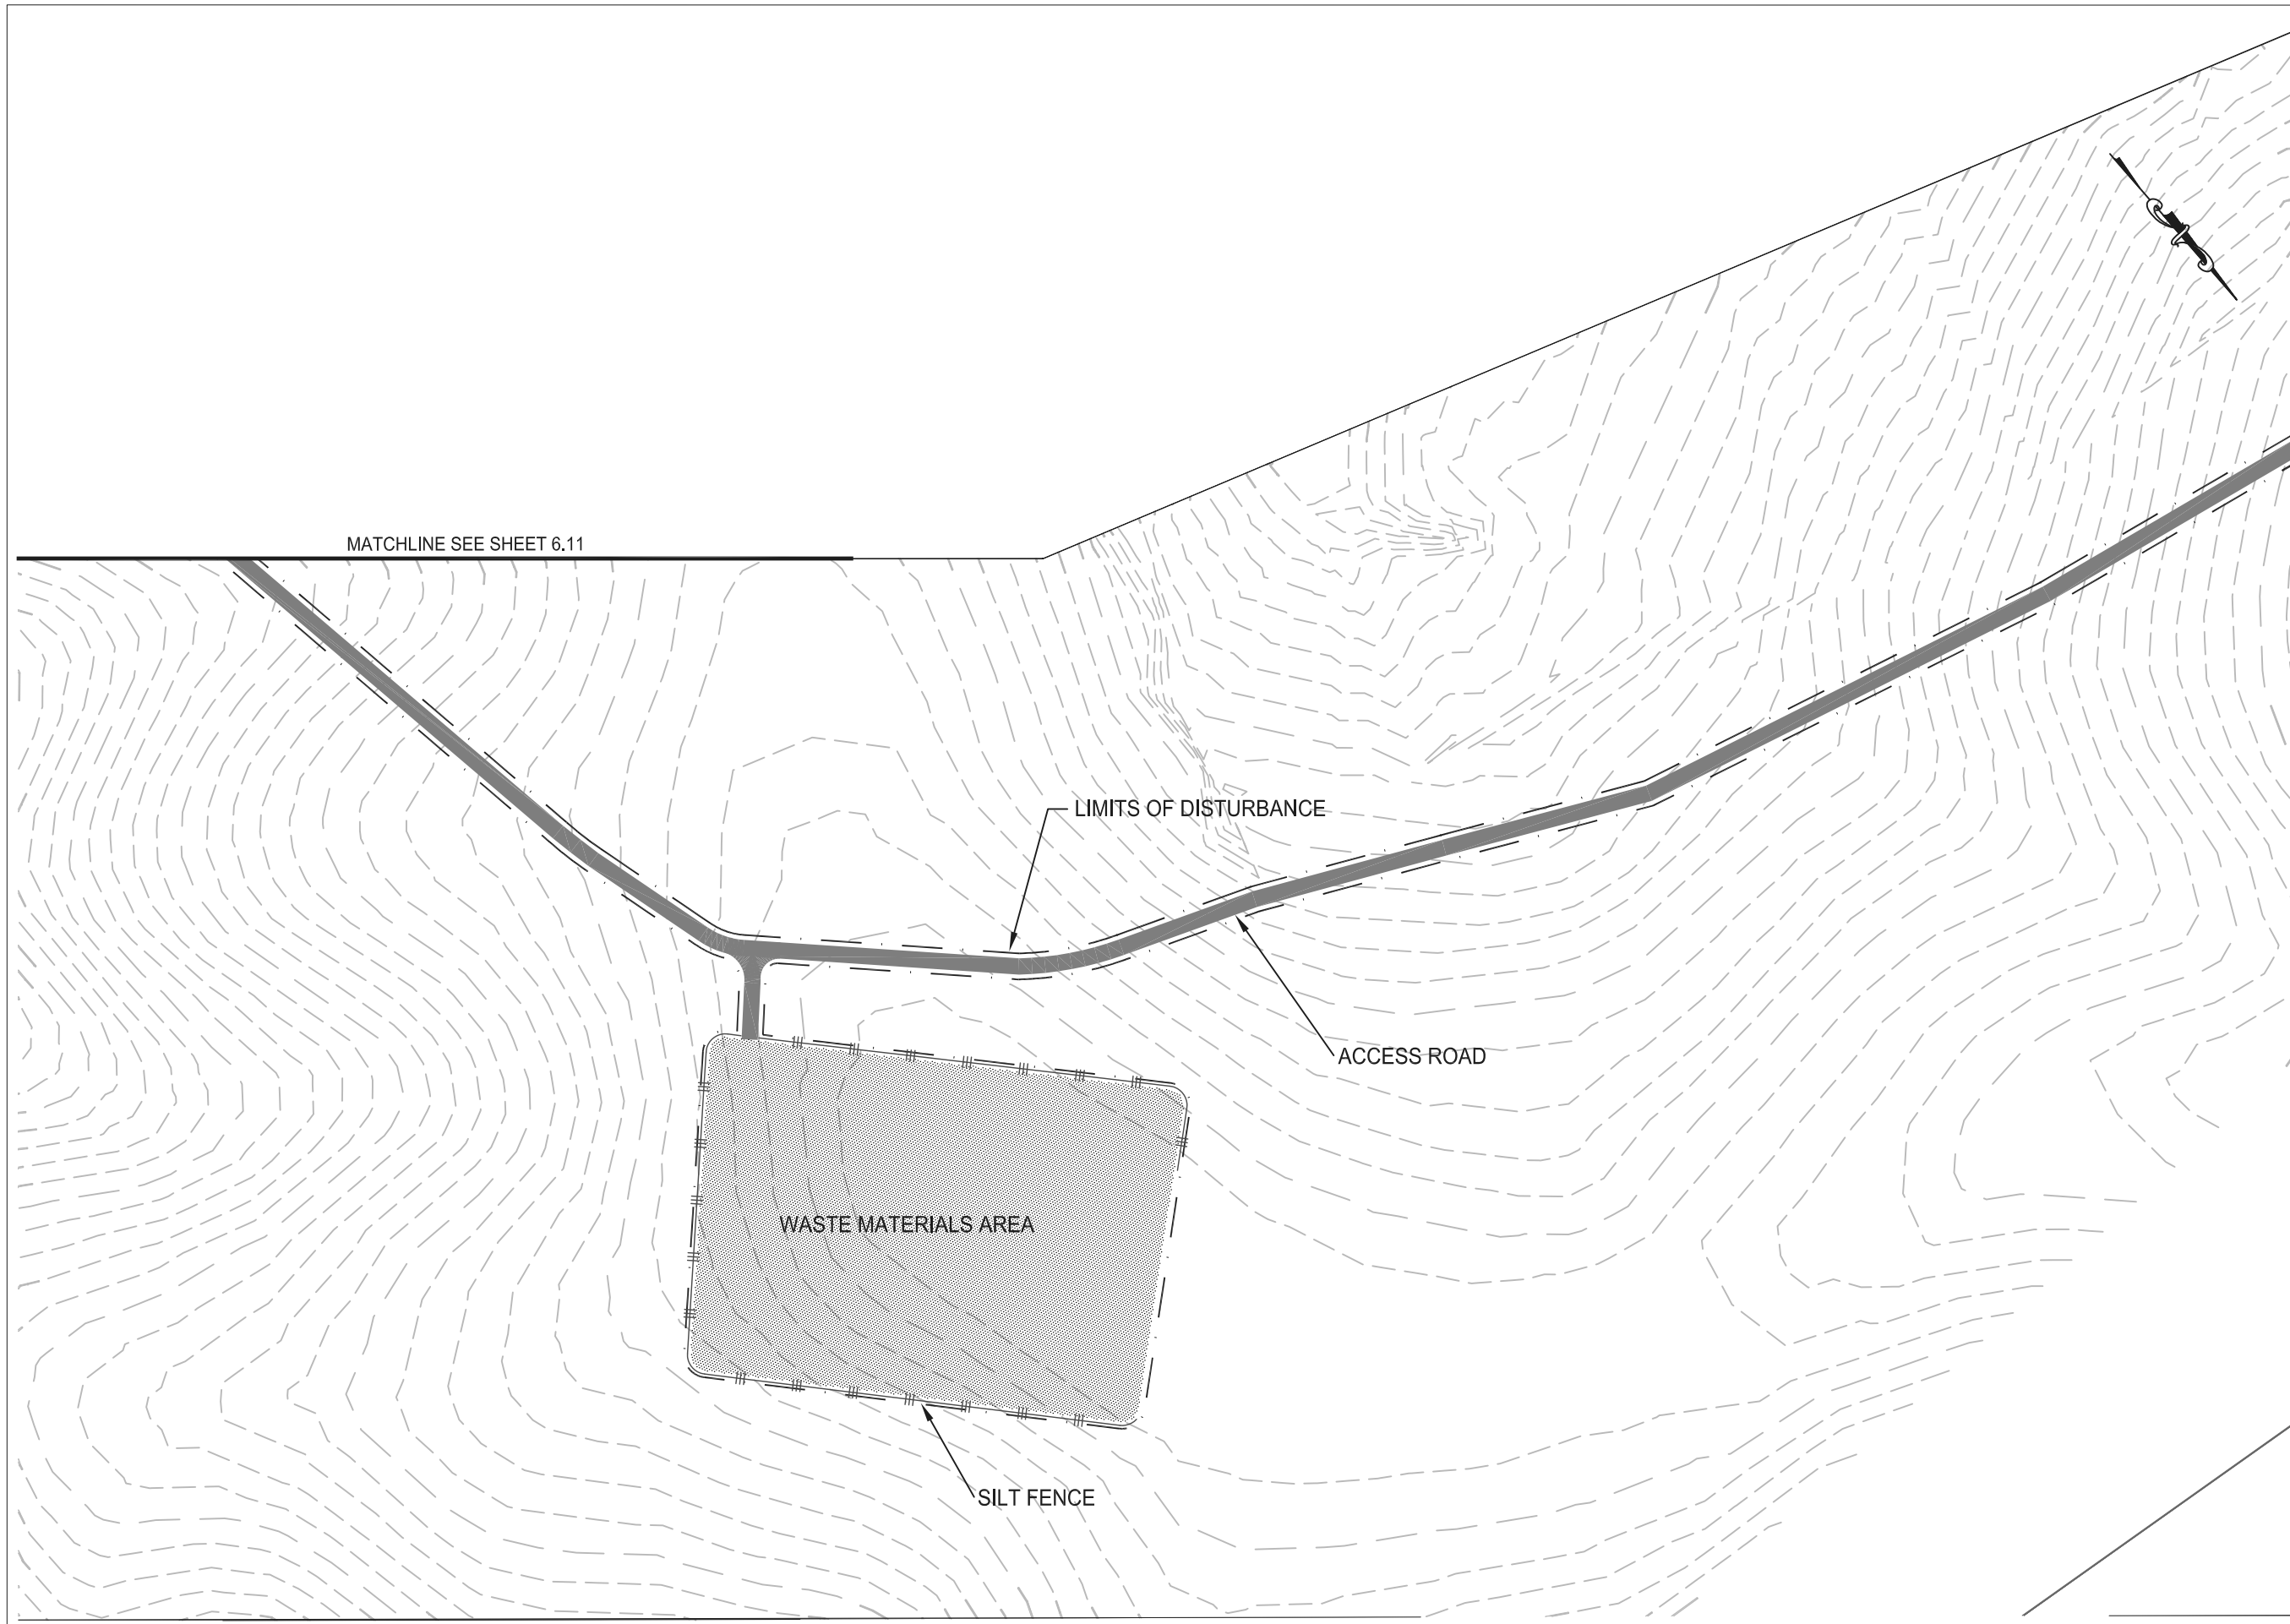 MATCHLINE SEE SHEET 6.11
LIMITS OF DISTURBANCE
ACCESS ROAD
WASTE MATERIALS AREA
SILT FENCE